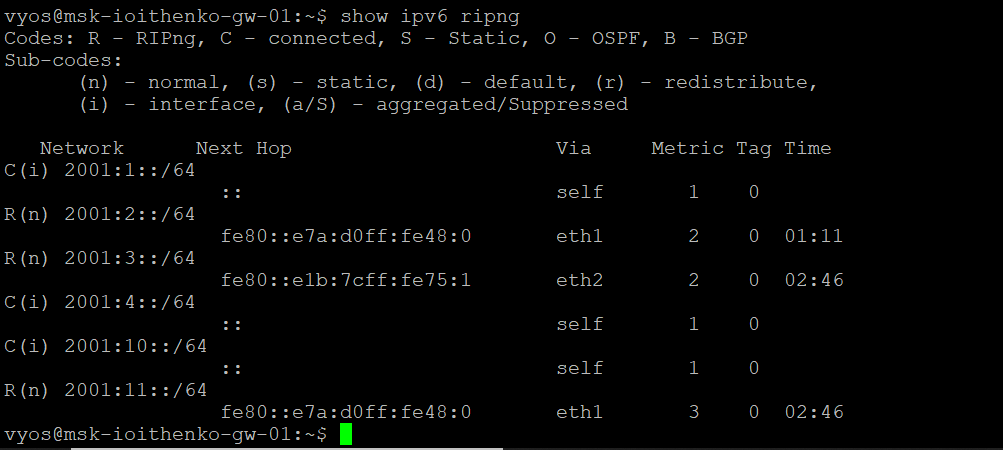 vyos@msk-ioithenko-gw-01:~$ show ipv6 ripng
Codes: R - RIPng, C - connected, S - Static, O - OSPF, B - BGP
Sub-codes:
      (n) - normal, (s) - static, (d) - default, (r) - redistribute,
      (i) - interface, (a/S) - aggregated/Suppressed

   Network      Next Hop                      Via     Metric Tag Time
C(i) 2001:1::/64
                  ::                          self       1    0
R(n) 2001:2::/64
                  fe80::e7a:d0ff:fe48:0       eth1       2    0  01:11
R(n) 2001:3::/64
                  fe80::e1b:7cff:fe75:1       eth2       2    0  02:46
C(i) 2001:4::/64
                  ::                          self       1    0
C(i) 2001:10::/64
                  ::                          self       1    0
R(n) 2001:11::/64
                  fe80::e7a:d0ff:fe48:0       eth1       3    0  02:46
vyos@msk-ioithenko-gw-01:~$